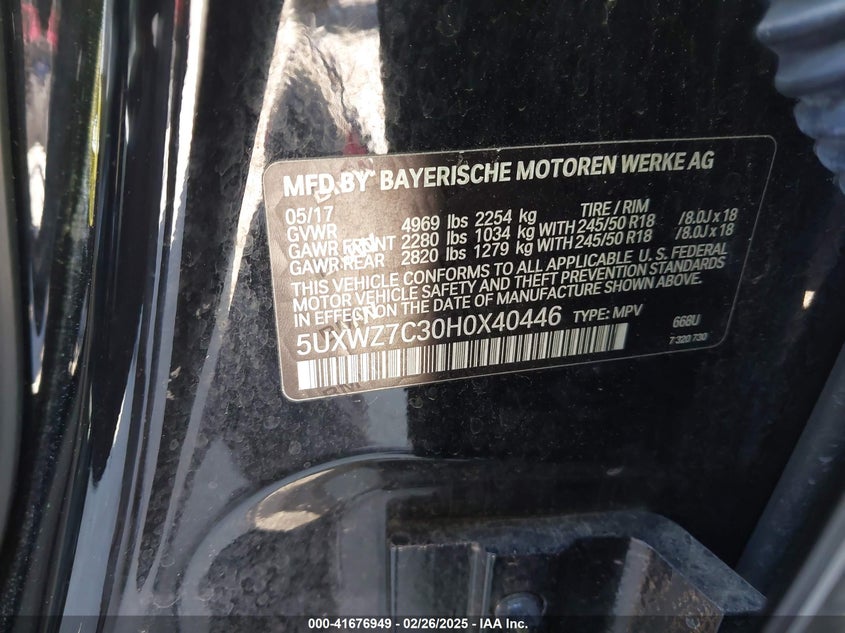 MFD.BY BAYERISCHE MOTOREN WERKE AG
05/17 TIRE / RIM
GVWR 4969 lbs 2254 kg
GAWR FRONT 2280 lbs 1034 kg WITH 245/50 R18 /8.0J x 18
GAWR REAR 2820 lbs 1279 kg WITH 245/50 R18 /8.0J x 18
THIS VEHICLE CONFORMS TO ALL APPLICABLE U. S. FEDERAL
MOTOR VEHICLE SAFETY AND THEFT PREVENTION STANDARDS
IN EFFECT ON THE DATE OF MANUFACTURE SHOWN ABOVE.
5UXWZ7C30H0X40446 TYPE: MPV 668U
7 320 730
000-41676949 / 02/26/2025 - IAA Inc.